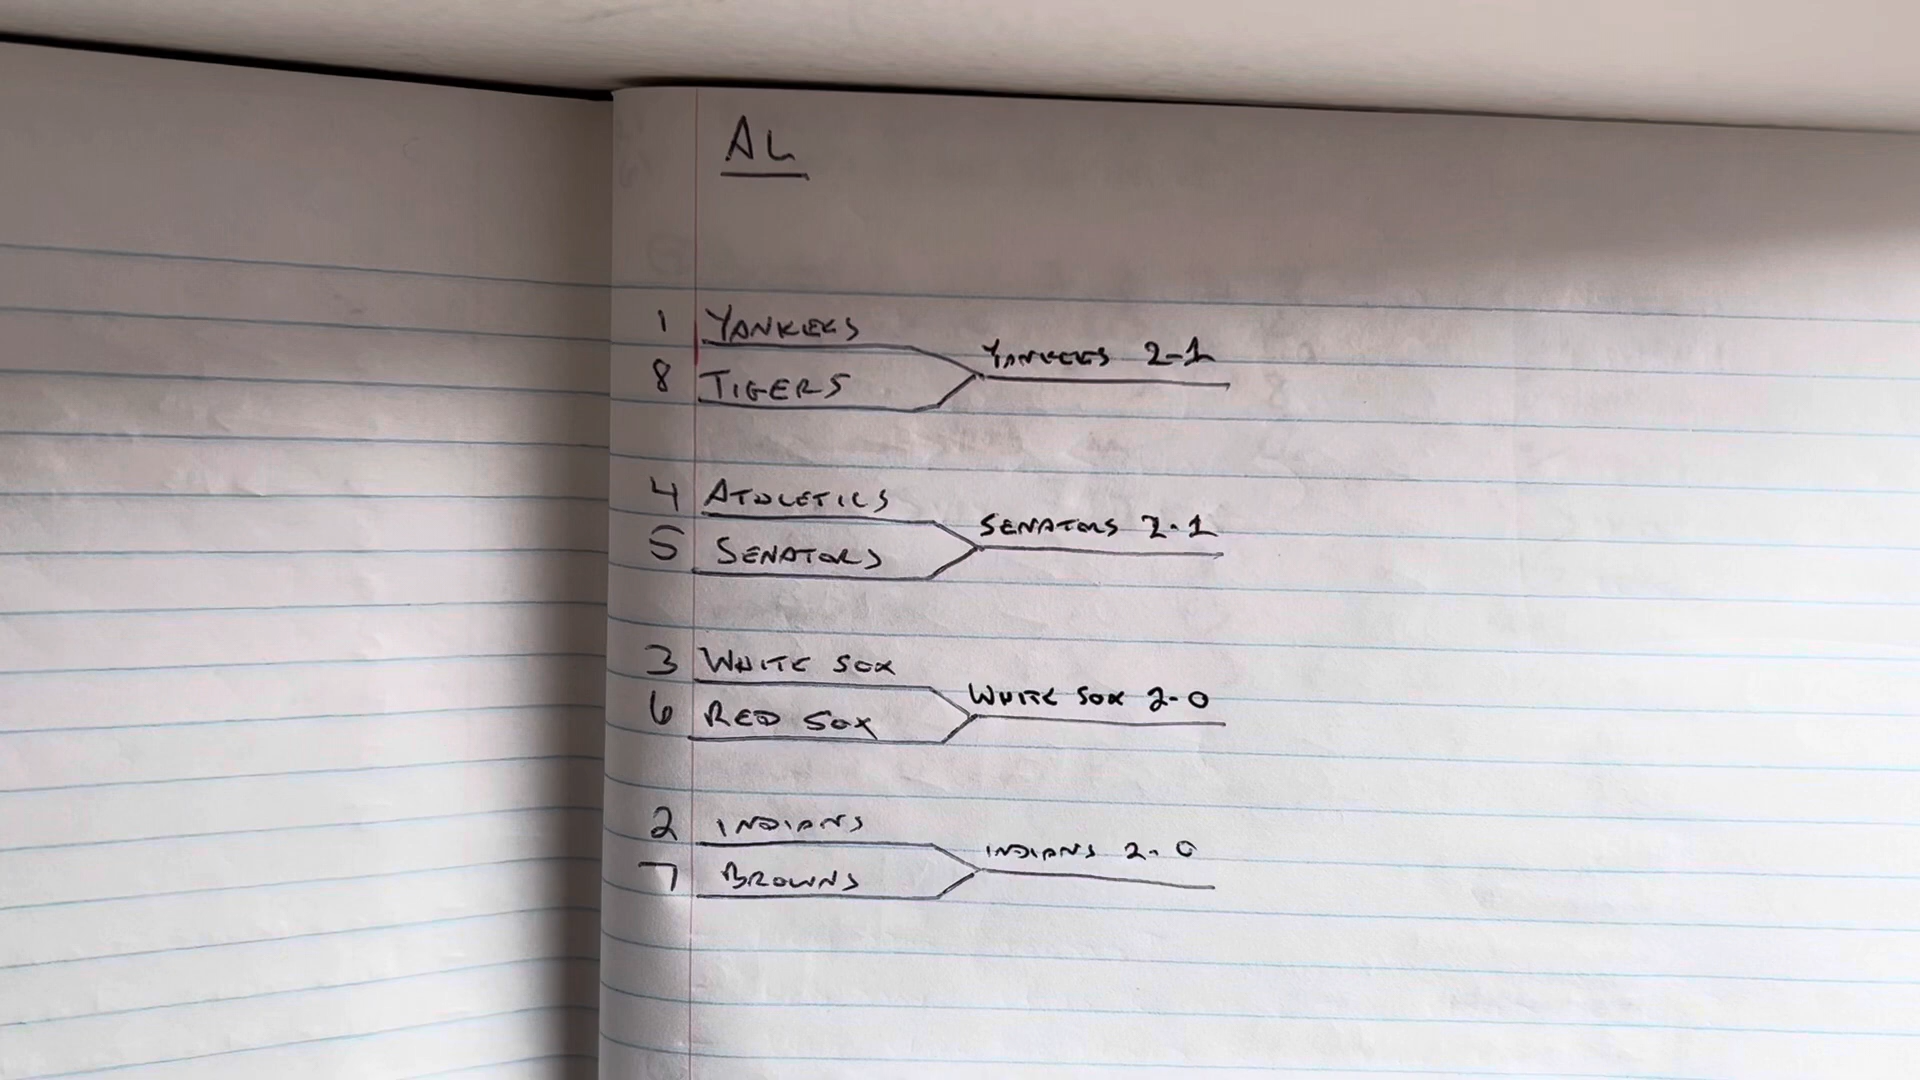 AL
1 YANKEES
YANKEES 2-1
8 TIGERS
4 ATHLETICS
SENATORS 2-1
5 SENATORS
3 WHITE SOX
WHITE SOX 2-0
6 RED SOX
2 INDIANS
INDIANS 2-0
7 BROWNS